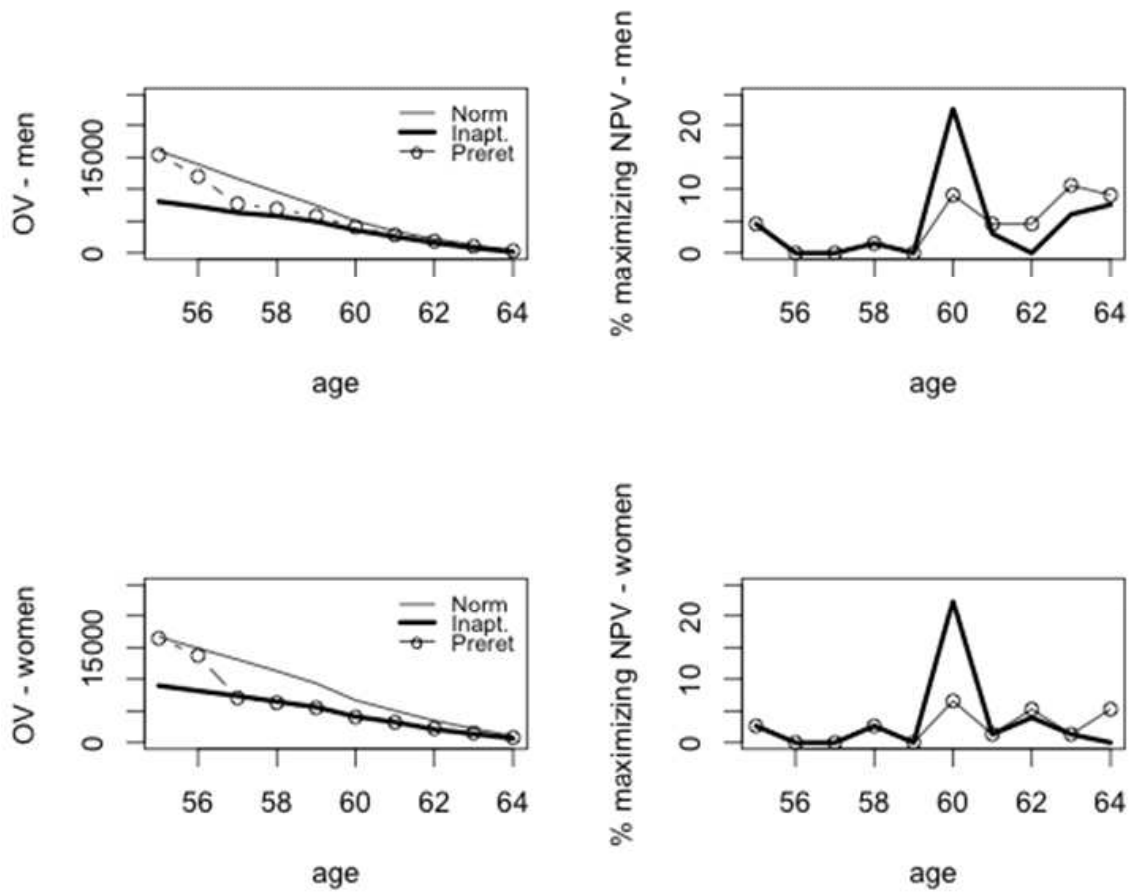 OV - men
15000
0
Norm
Inapt.
Preret
56 58 60 62 64
age
% maximizing NPV - men
20
10
0
56 58 60 62 64
age
OV - women
15000
0
Norm
Inapt.
Preret
56 58 60 62 64
age
% maximizing NPV - women
20
10
0
56 58 60 62 64
age